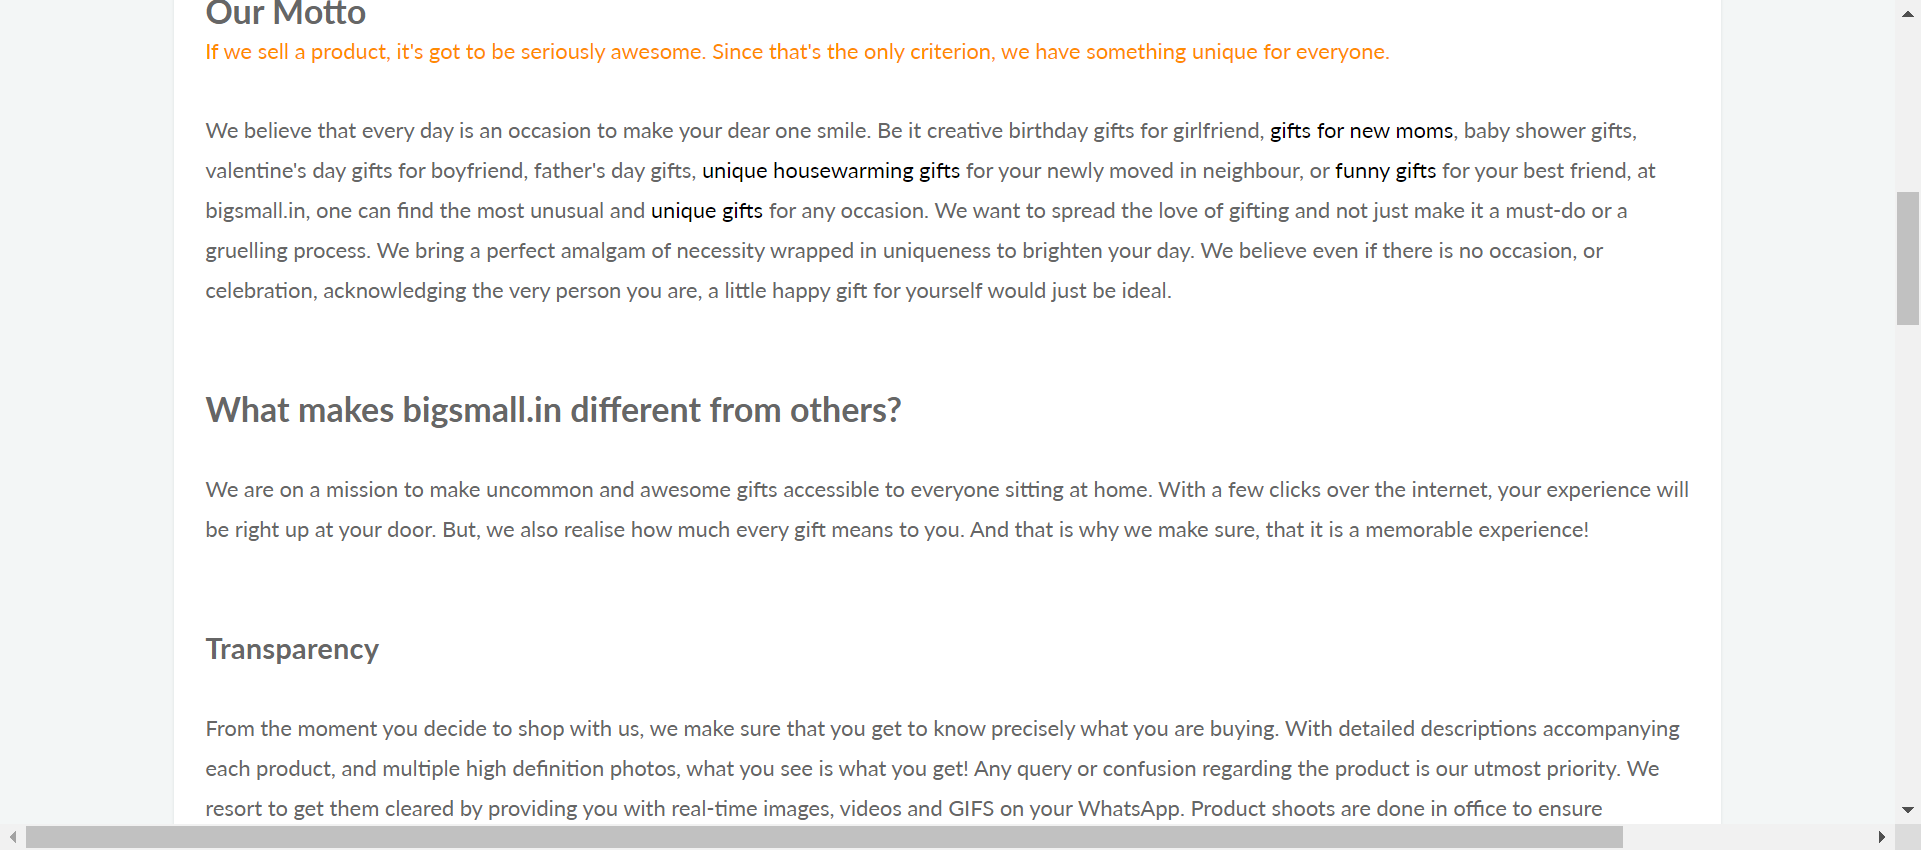 Our Motto
If we sell a product, it's got to be seriously awesome. Since that's the only criterion, we have something unique for everyone.
We believe that every day is an occasion to make your dear one smile. Be it creative birthday gifts for girlfriend, gifts for new moms, baby shower gifts,
valentine's day gifts for boyfriend, father's day gifts, unique housewarming gifts for your newly moved in neighbour, or funny gifts for your best friend, at
bigsmall.in, one can find the most unusual and unique gifts for any occasion. We want to spread the love of gifting and not just make it a must-do or a
gruelling process. We bring a perfect amalgam of necessity wrapped in uniqueness to brighten your day. We believe even if there is no occasion, or
celebration, acknowledging the very person you are, a little happy gift for yourself would just be ideal.
What makes bigsmall.in different from others?
We are on a mission to make uncommon and awesome gifts accessible to everyone sitting at home. With a few clicks over the internet, your experience will
be right up at your door. But, we also realise how much every gift means to you. And that is why we make sure, that it is a memorable experience!
Transparency
From the moment you decide to shop with us, we make sure that you get to know precisely what you are buying. With detailed descriptions accompanying
each product, and multiple high definition photos, what you see is what you get! Any query or confusion regarding the product is our utmost priority. We
resort to get them cleared by providing you with real-time images, videos and GIFS on your WhatsApp. Product shoots are done in office to ensure